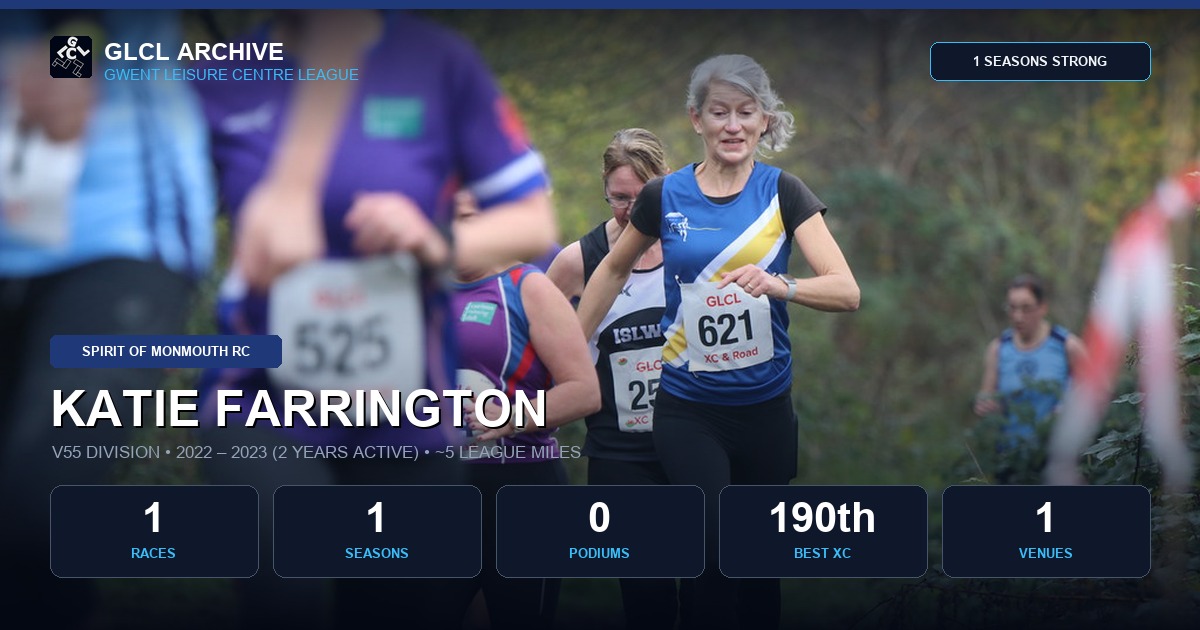 GLCL ARCHIVE
GWENT LEISURE CENTRE LEAGUE
1 SEASONS STRONG
GLCL
621
XC & Road
525
ISLW
GLC
25
XC
SPIRIT OF MONMOUTH RC
KATIE FARRINGTON
V55 DIVISION • 2022 – 2023 (2 YEARS ACTIVE) • ~5 LEAGUE MILES
1
RACES
1
SEASONS
0
PODIUMS
190th
BEST XC
1
VENUES